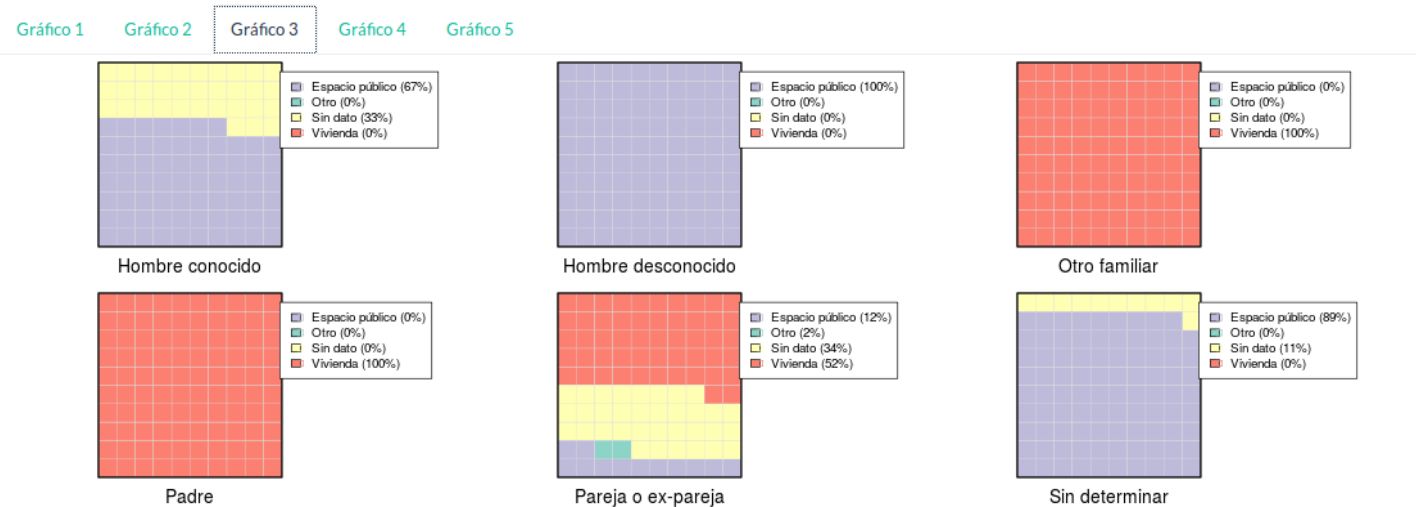 Gráfico 1
Gráfico 2
Gráfico 3
Gráfico 4
Gráfico 5
Espacio público (67%)
Otro (0%)
Sin dato (33%)
Vivienda (0%)
Hombre conocido
Espacio público (100%)
Otro (0%)
Sin dato (0%)
Vivienda (0%)
Hombre desconocido
Espacio público (0%)
Otro (0%)
Sin dato (0%)
Vivienda (100%)
Otro familiar
Espacio público (0%)
Otro (0%)
Sin dato (0%)
Vivienda (100%)
Padre
Espacio público (12%)
Otro (2%)
Sin dato (34%)
Vivienda (52%)
Pareja o ex-pareja
Espacio público (89%)
Otro (0%)
Sin dato (11%)
Vivienda (0%)
Sin determinar